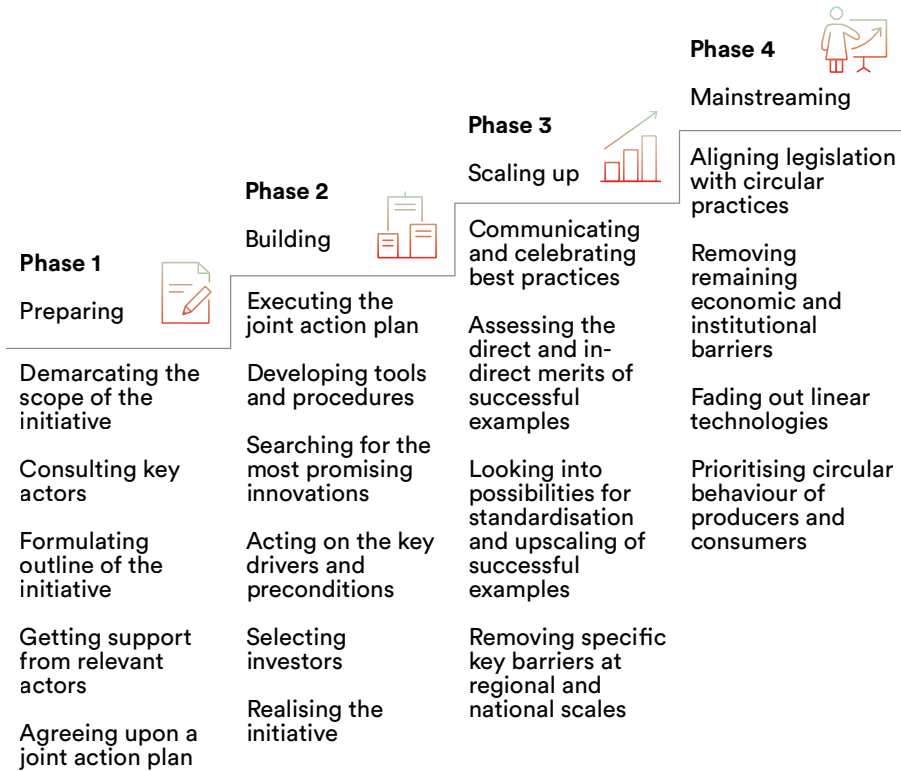 Phase 1
Preparing
Demarcating the
scope of the
initiative
Consulting key
actors
Formulating
outline of the
initiative
Getting support
from relevant
actors
Agreeing upon a
joint action plan
Phase 2
Building
Executing the
joint action plan
Developing tools
and procedures
Searching for the
most promising
innovations
Acting on the key
drivers and
preconditions
Selecting
investors
Realising the
initiative
Phase 3
Scaling up
Communicating
and celebrating
best practices
Assessing the
direct and in-
direct merits of
successful
examples
Looking into
possibilities for
standardisation
and upscaling of
successful
examples
Removing specific
key barriers at
regional and
national scales
Phase 4
Mainstreaming
Aligning legislation
with circular
practices
Removing
remaining
economic and
institutional
barriers
Fading out linear
technologies
Prioritising circular
behaviour of
producers and
consumers